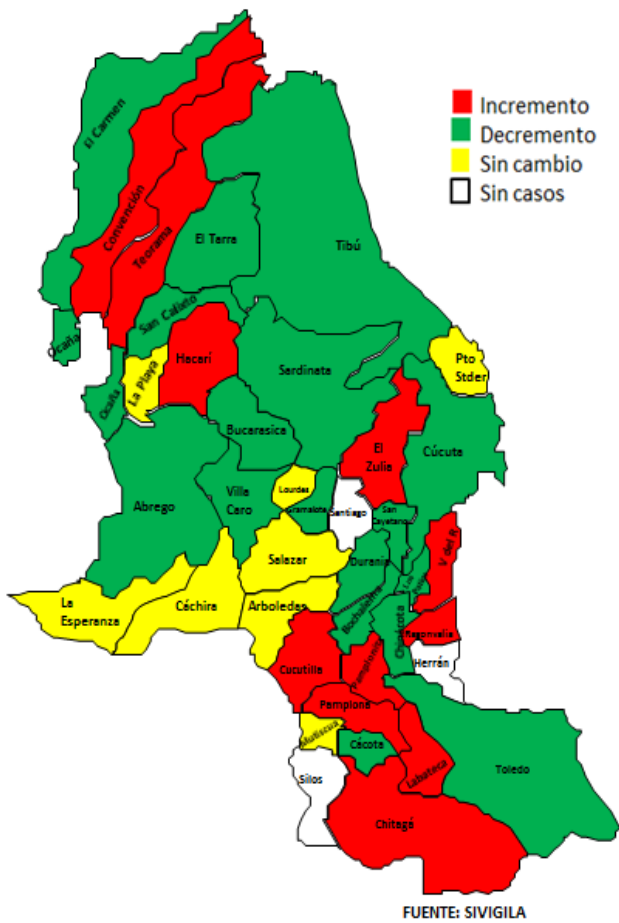 Incremento
Decremento
Sin cambio
Sin casos
El Carmen
Convención
Teorama
El Tarra
Tibú
San Calixto
Ocaña
Hacarí
La Playa
Ocaña
Sardinata
Pto
Stder
Bucarasica
El
Zulia
Cúcuta
Abrego
Villa
Caro
Lourdes
Gramalota
Santiago
San
Cayetano
V del R
Salazar
Durania
Los
La
Esperanza
Cáchira
Arboledas
Bochalema
Chinácota
Ragonvalia
Herrán
Cucutilla
Pamplonita
Pamplona
Mutiscua
Cácota
Labateca
Toledo
Silos
Chitagá
FUENTE: SIVIGILA